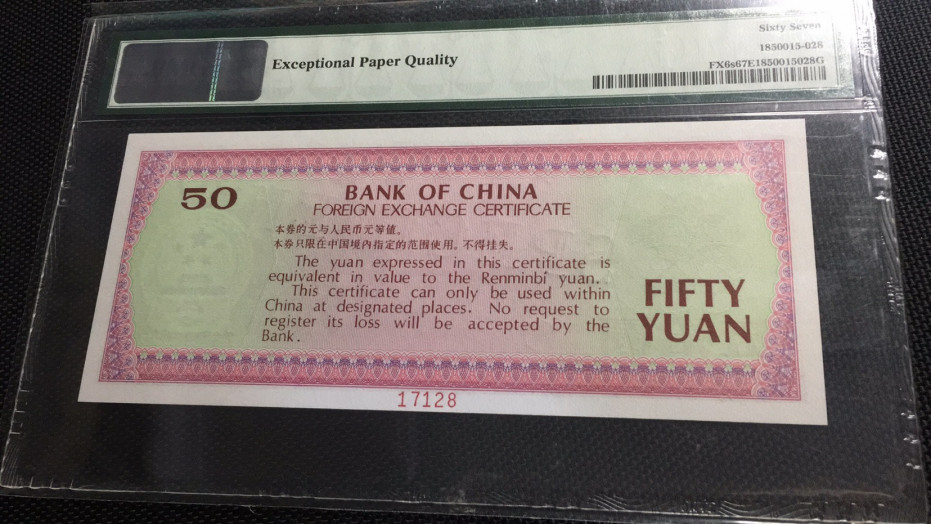 Sixty Seven
1850015-028
Exceptional Paper Quality
FX6s67E1850015028G
50
BANK OF CHINA
FOREIGN EXCHANGE CERTIFICATE
本券的元与人民币元等值。
本券只限在中国境内指定的范围使用。不得挂失。
The yuan expressed in this certificate is
equivalent in value to the Renminbi yuan.
This certificate can only be used within
China at designated places. No request to
register its loss will be accepted by the
Bank.
FIFTY
YUAN
17128